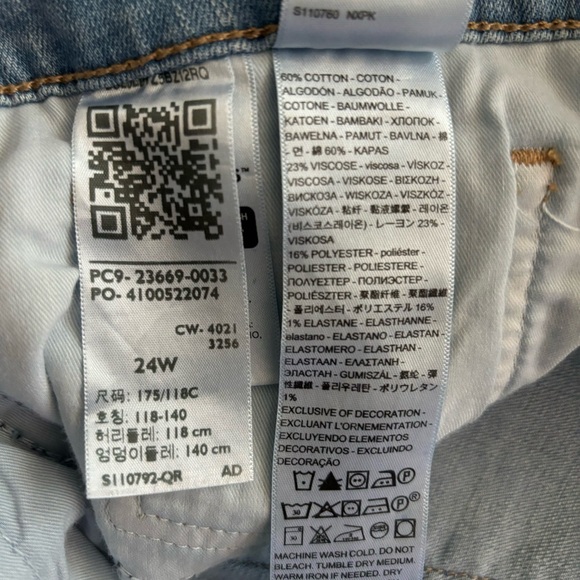 S110760 NXPK
PC9- 23669-0033
PO- 4100522074
CW- 4021
3256
24W
尺码: 175/118C
호칭: 118-140
허리둘레: 118 cm
엉덩이둘레: 140 cm
S110792-QR AD
60% COTTON - COTON -
ALGODÓN - ALGODÃO - PAMUK -
COTONE - BAUMWOLLE -
KATOEN - BAMBAKI - ХЛОПОК -
BAWEŁNA - PAMUT - BAVLNA - 棉
- 면 - 綿 60% - KAPAS
23% VISCOSE - viscosa - VİSKOZ -
VISCOSA - VISKOSE - ΒΙΣΚΟΖΗ -
ВИСКОЗА - WISKOZA - VISZKÓZ -
VISKÓZA - 粘纤 - 黏液螺縈 - 레이온
(비스코스레이온) - レーヨン 23% -
VISKOSA
16% POLYESTER - poliéster -
POLIESTER - POLIESTERE -
ΠΟΛΥΕΣΤΕΡ - ПОЛИЭСТЕР -
POLIÉSZTER - 聚酯纤维 - 聚酯纖維
- 폴리에스터 - ポリエステル 16%
1% ELASTANE - ELASTHANNE -
elastano - ELASTANO - ELASTAN -
ELASTOMERO - ELASTHAN -
ELASTAAN - ΕΛΑΣΤΑΝΗ -
ЭЛАСТАН - GUMISZÁL - 氨纶 - 彈
性纖維 - 폴리우레탄 - ポリウレタン
1%
EXCLUSIVE OF DECORATION -
EXCLUANT L'ORNEMENTATION -
EXCLUYENDO ELEMENTOS
DECORATIVOS - EXCLUINDO
DECORAÇÃO
MACHINE WASH COLD. DO NOT
BLEACH. TUMBLE DRY MEDIUM.
WARM IRON IF NEEDED. DRY